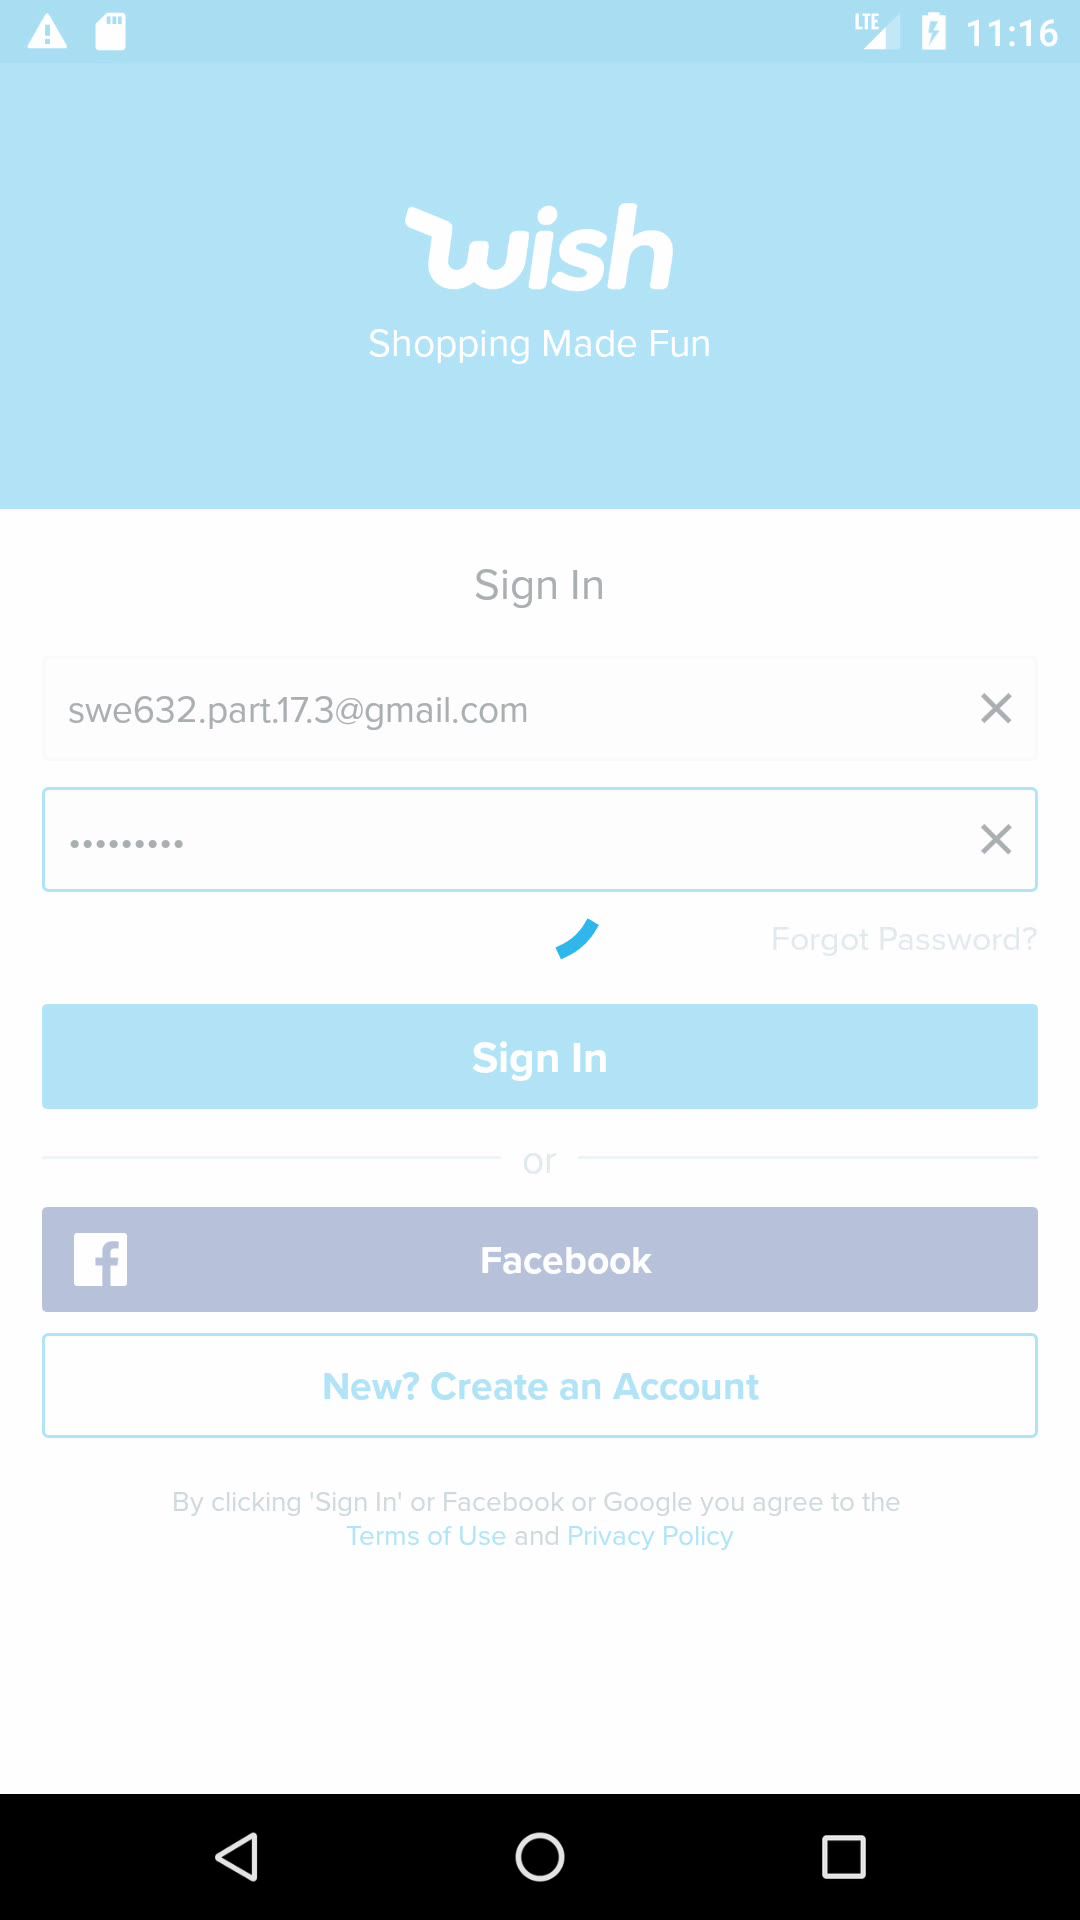 LTE 11:16
wish
Shopping Made Fun
Sign In
swe632.part.17.3@gmail.com
•••••••••
Forgot Password?
Sign In
or
Facebook
New? Create an Account
By clicking 'Sign In' or Facebook or Google you agree to the
Terms of Use and Privacy Policy